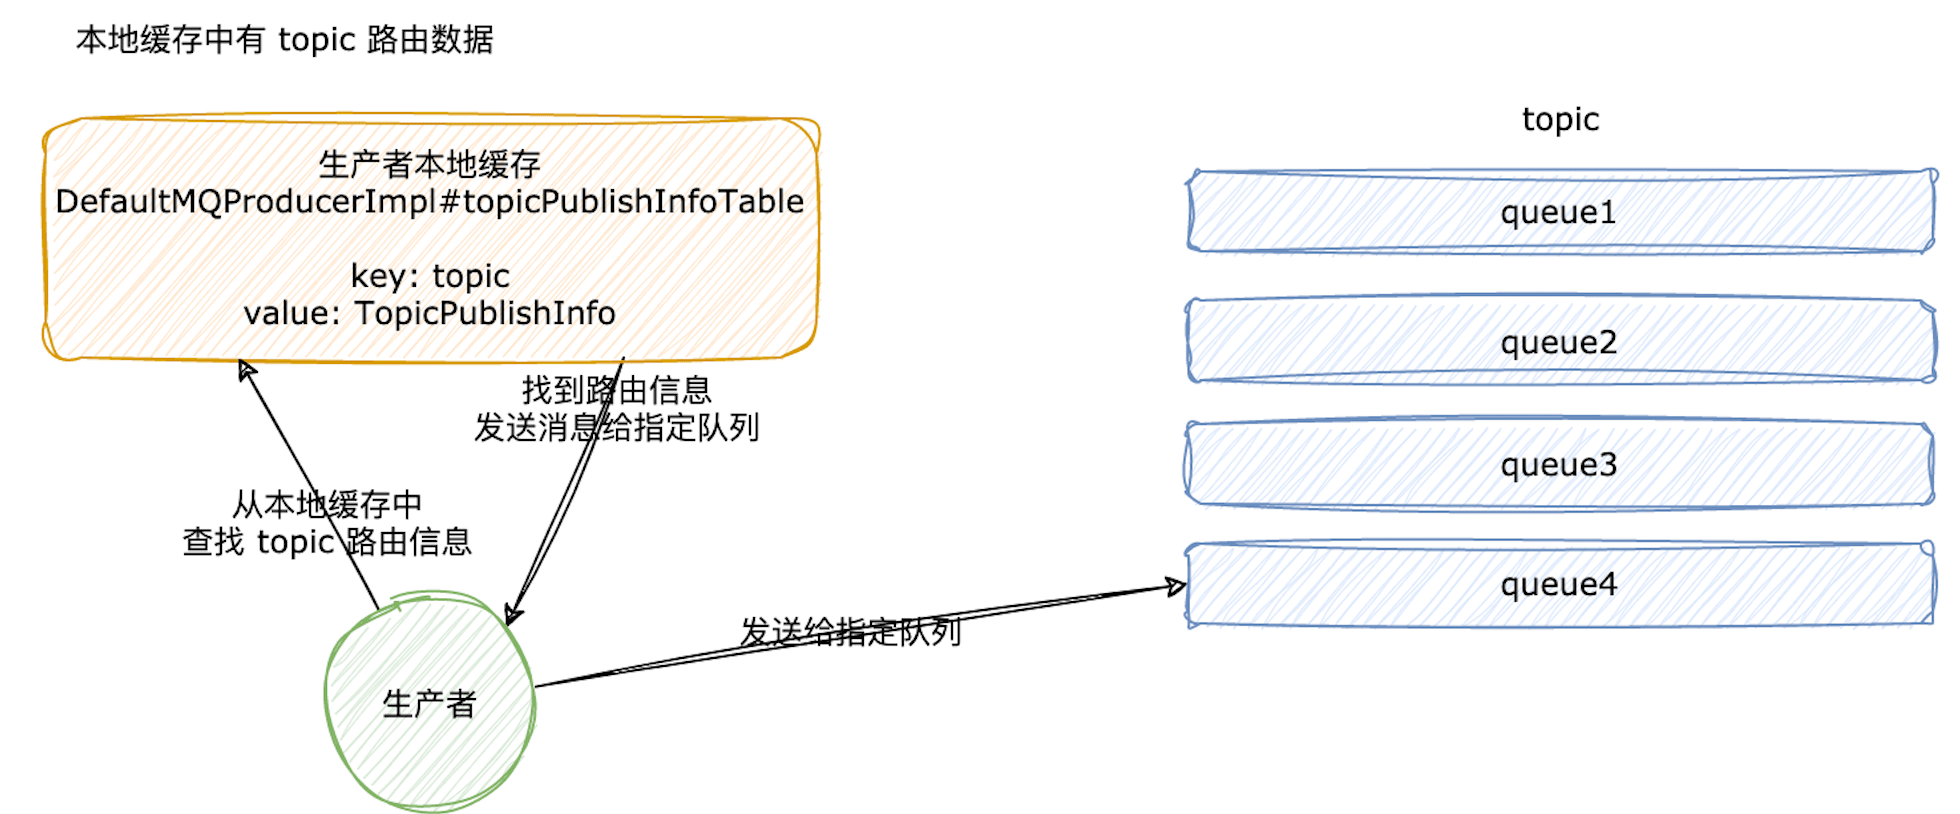 本地缓存中有 topic 路由数据
生产者本地缓存
DefaultMQProducerImpl#topicPublishInfoTable
key: topic
value: TopicPublishInfo
找到路由信息
发送消息给指定队列
从本地缓存中
查找 topic 路由信息
生产者
发送给指定队列
topic
queue1
queue2
queue3
queue4